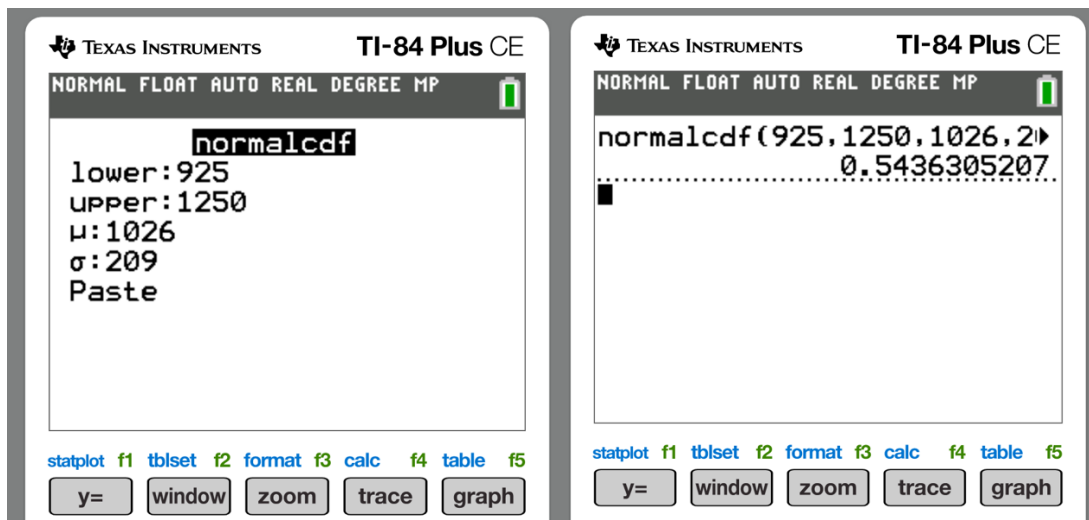 TEXAS INSTRUMENTS TI-84 Plus CE
NORMAL FLOAT AUTO REAL DEGREE MP
normalcdf
lower:925
upper:1250
μ:1026
σ:209
Paste
statplot f1 tblset f2 format f3 calc f4 table f5
y= window zoom trace graph
TEXAS INSTRUMENTS TI-84 Plus CE
NORMAL FLOAT AUTO REAL DEGREE MP
normalcdf(925,1250,1026,2
0.5436305207
statplot f1 tblset f2 format f3 calc f4 table f5
y= window zoom trace graph